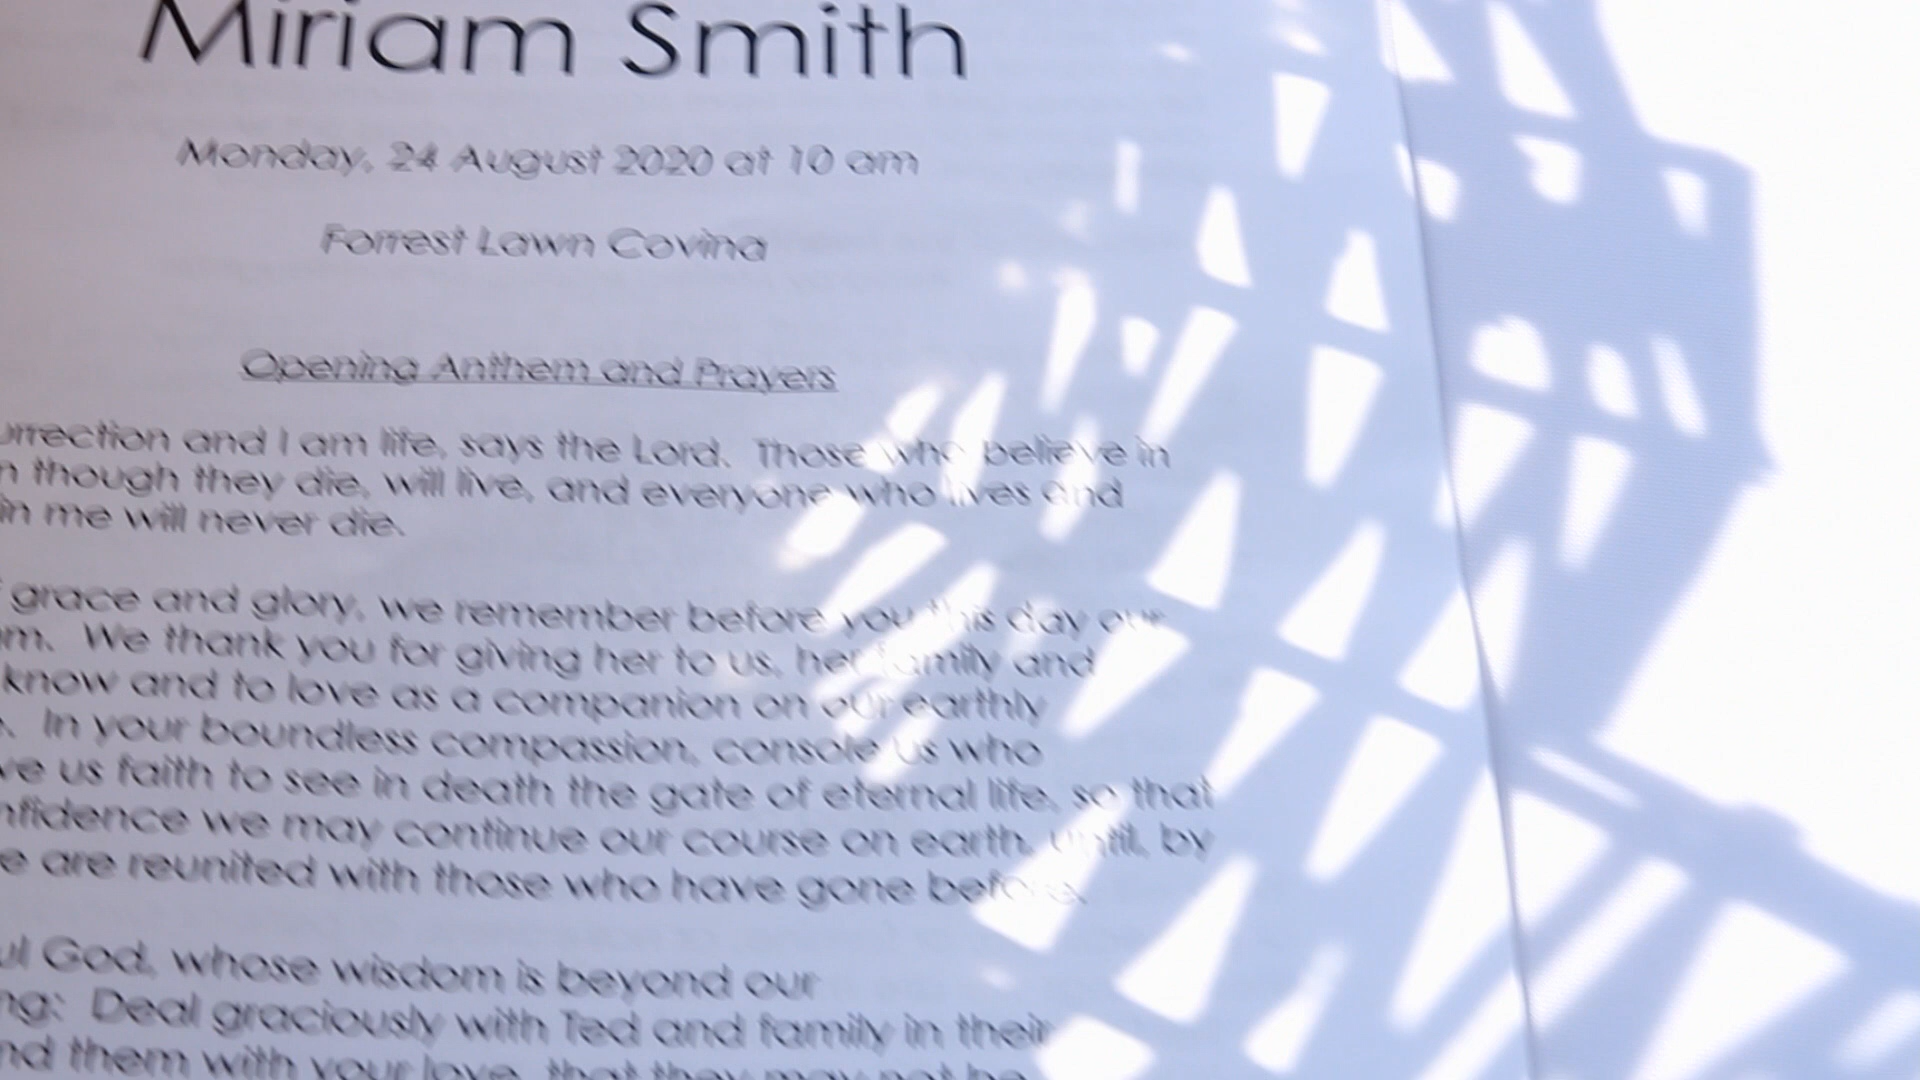 Miriam Smith
Monday, 24 August 2020 at 10 am
Forrest Lawn Covina
Opening Anthem and Prayers
urrection and I am life, says the Lord. Those who believe in
n though they die, will live, and everyone who lives and
in me will never die.
grace and glory, we remember before you this day our
m. We thank you for giving her to us, her family and
know and to love as a companion on our earthly
. In your boundless compassion, console us who
ve us faith to see in death the gate of eternal life, so that
nfidence we may continue our course on earth, until, by
e are reunited with those who have gone before.
ul God, whose wisdom is beyond our
ng: Deal graciously with Ted and family in their
nd them with your love, that they may not be